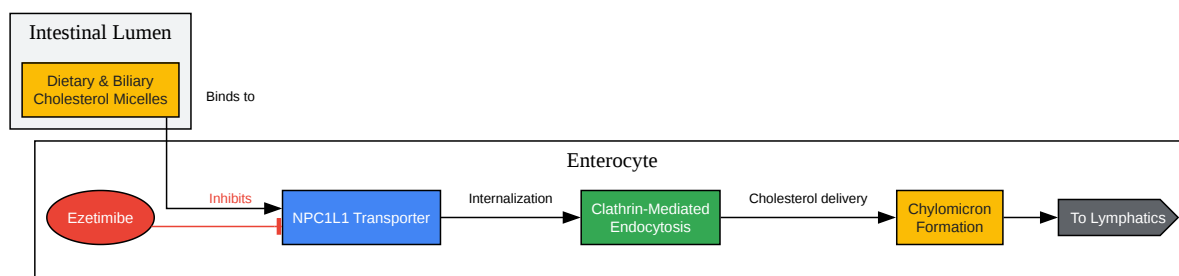 Intestinal Lumen
Dietary & Biliary
Cholesterol Micelles
Binds to
Enterocyte
Ezetimibe
Inhibits
NPC1L1 Transporter
Internalization
Clathrin-Mediated
Endocytosis
Cholesterol delivery
Chylomicron
Formation
To Lymphatics